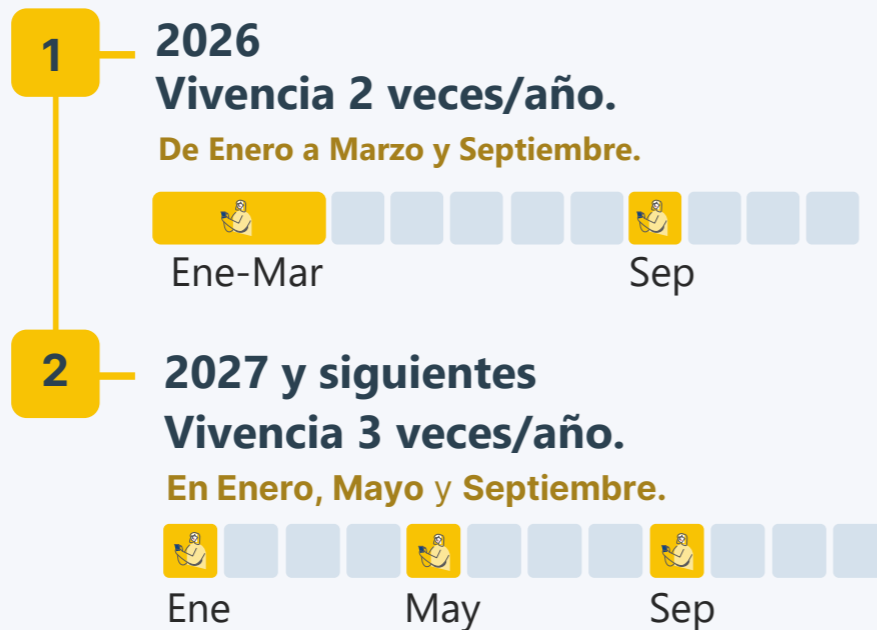 1
2026
Vivencia 2 veces/año.
De Enero a Marzo y Septiembre.
Ene-Mar Sep
2
2027 y siguientes
Vivencia 3 veces/año.
En Enero, Mayo y Septiembre.
Ene May Sep